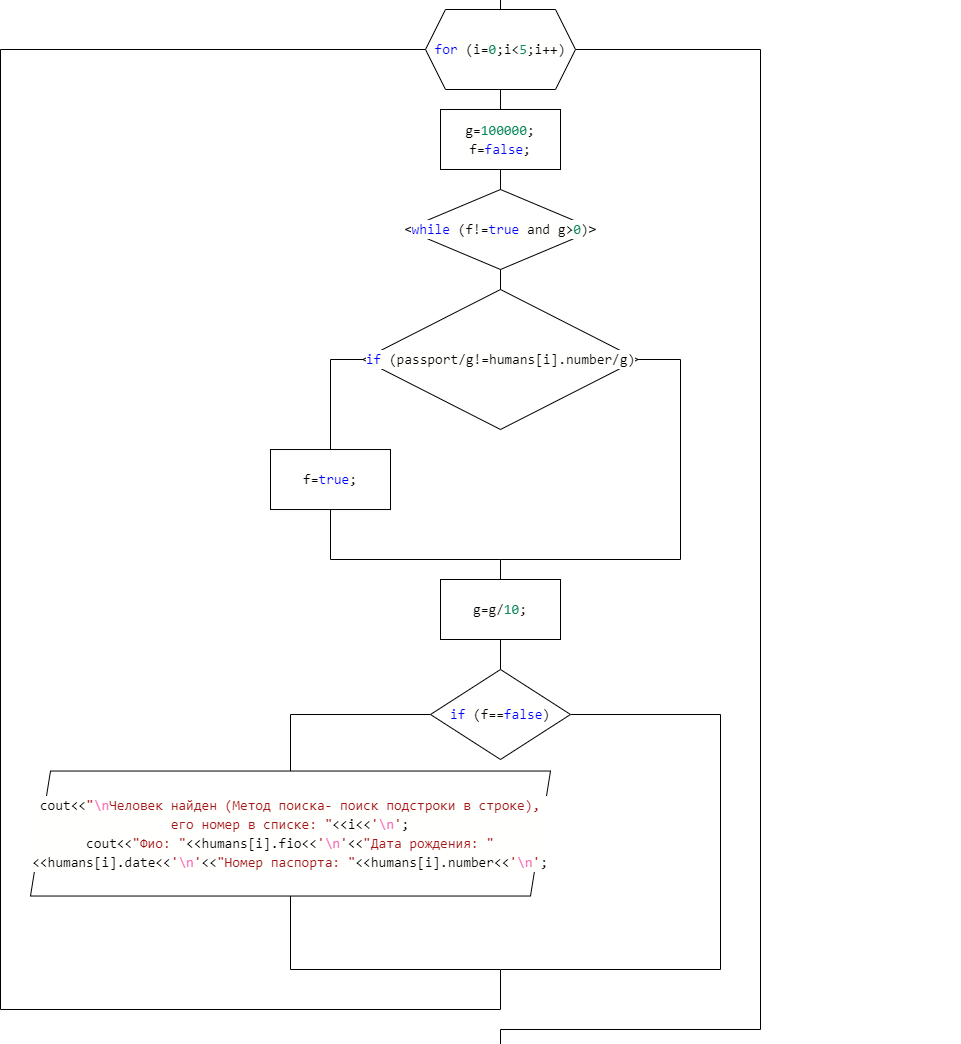 for (i=0;i<5;i++)
g=100000;
f=false;
<while (f!=true and g>0)>
if (passport/g!=humans[i].number/g)
f=true;
g=g/10;
if (f==false)
cout<<"\nЧеловек найден (Метод поиска- поиск подстроки в строке),
его номер в списке: "<<i<<'\n';
cout<<"Фио: "<<humans[i].fio<<'\n'<<"Дата рождения: "
<<humans[i].date<<'\n'<<"Номер паспорта: "<<humans[i].number<<'\n';